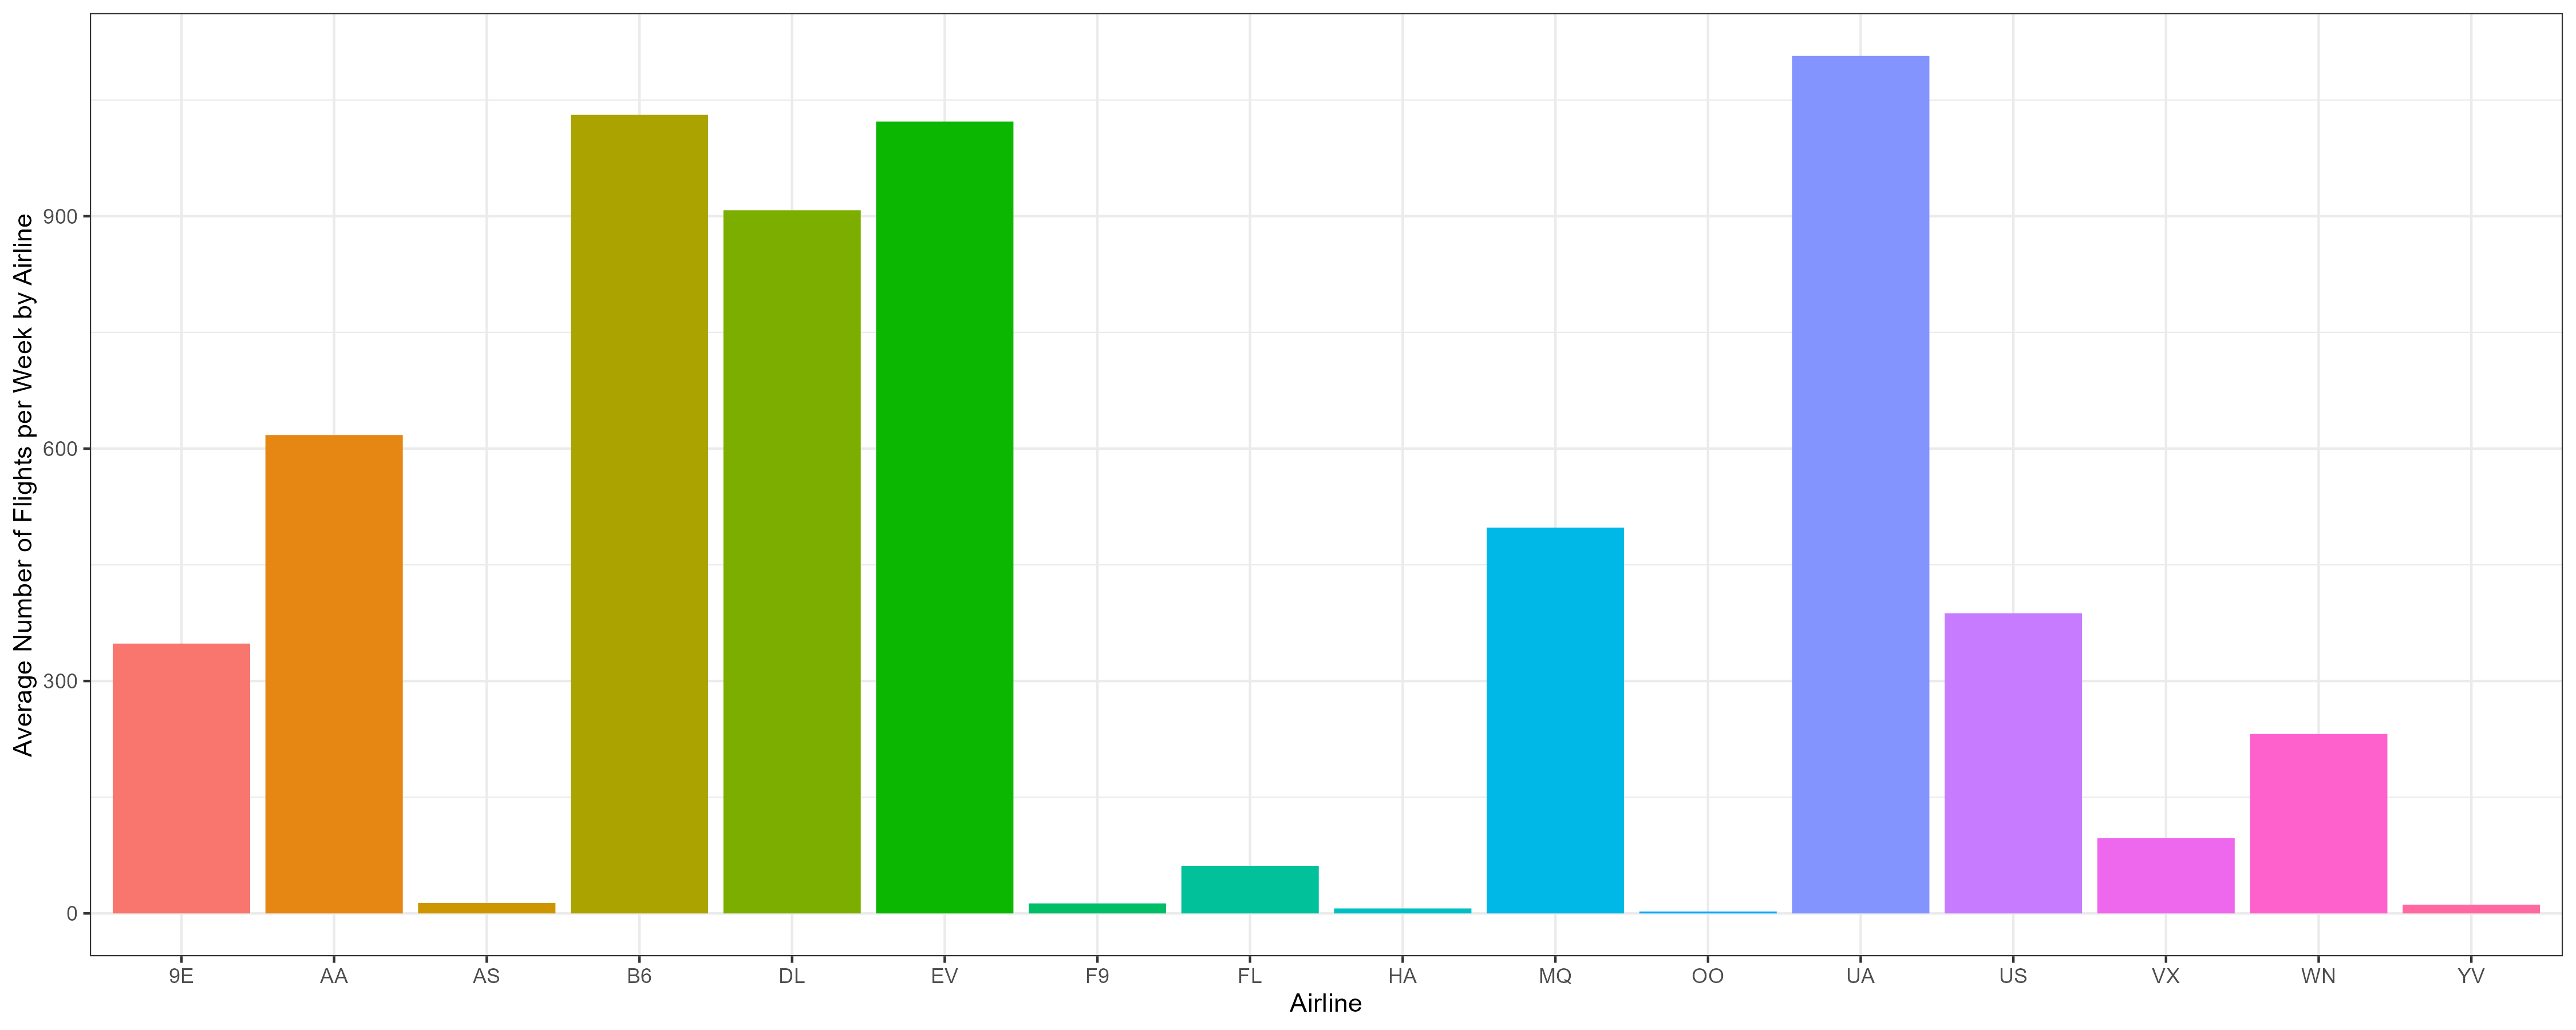 Average Number of Flights per Week by Airline
900
600
300
0
9E AA AS B6 DL EV F9 FL HA MQ OO UA US VX WN YV
Airline